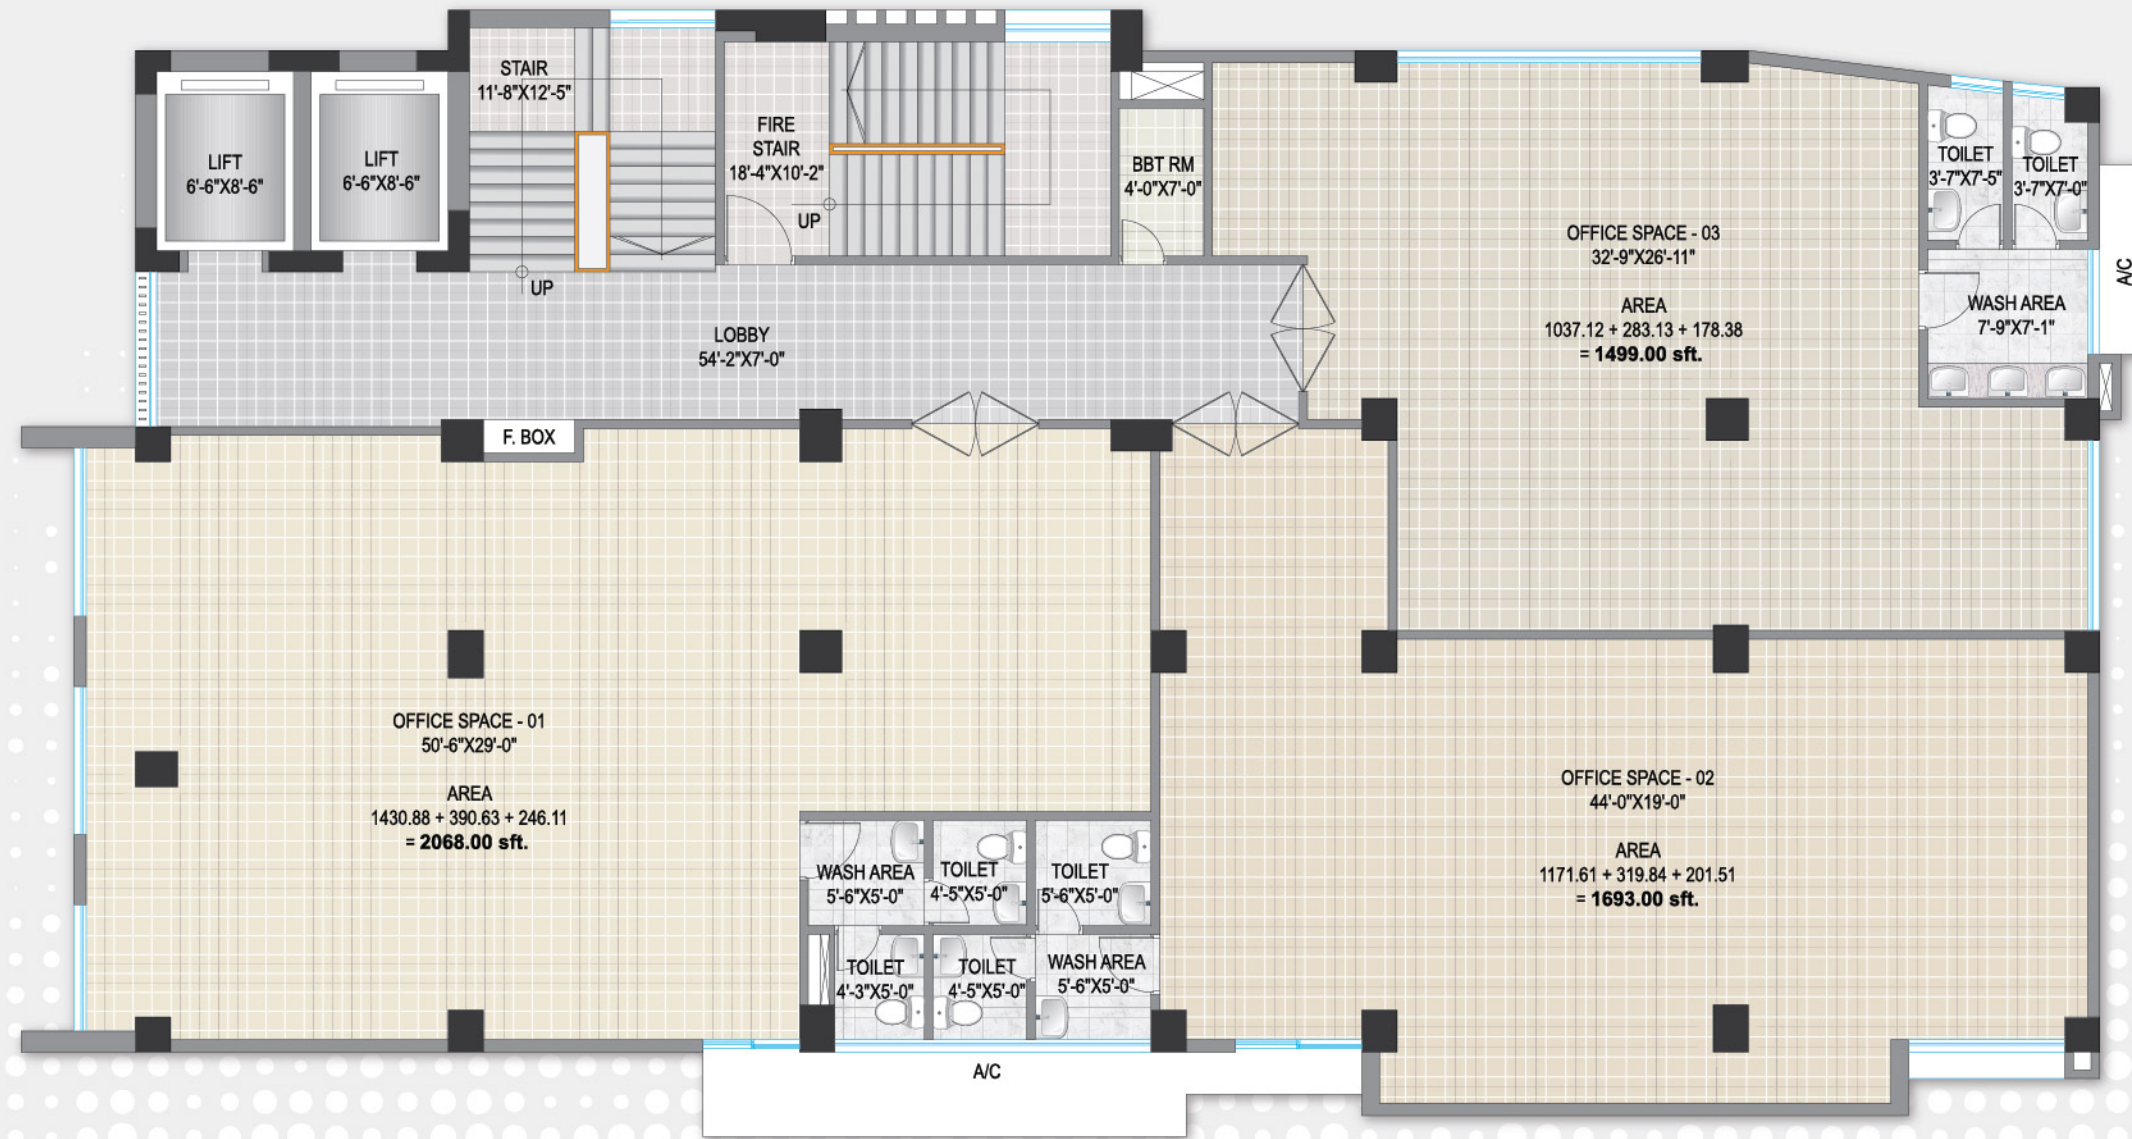 STAIR
11'-8"X12'-5"
FIRE
STAIR
18'-4"X10'-2"
LIFT
6'-6"X8'-6"
LIFT
6'-6"X8'-6"
BBT RM
4'-0"X7'-0"
TOILET
3'-7"X7'-5"
TOILET
3'-7"X7'-0"
UP
UP
OFFICE SPACE - 03
32'-9"X26'-11"
AREA
1037.12 + 283.13 + 178.38
= 1499.00 sft.
A/C
WASH AREA
7'-9"X7'-1"
LOBBY
54'-2"X7'-0"
F. BOX
OFFICE SPACE - 01
50'-6"X29'-0"
AREA
1430.88 + 390.63 + 246.11
= 2068.00 sft.
OFFICE SPACE - 02
44'-0"X19'-0"
AREA
1171.61 + 319.84 + 201.51
= 1693.00 sft.
WASH AREA
5'-6"X5'-0"
TOILET
4'-5"X5'-0"
TOILET
5'-6"X5'-0"
TOILET
4'-3"X5'-0"
TOILET
4'-5"X5'-0"
WASH AREA
5'-6"X5'-0"
A/C